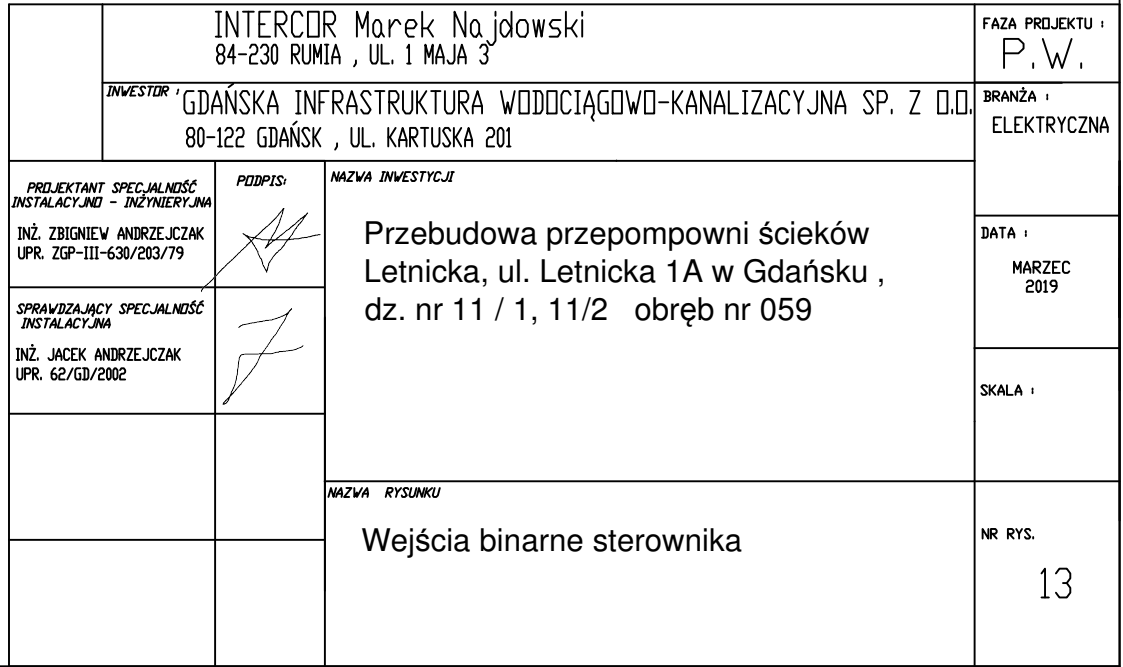 INTERCOR Marek Najdowski
84-230 RUMIA , UL. 1 MAJA 3
FAZA PROJEKTU :
P.W.
INWESTOR :
GDAŃSKA INFRASTRUKTURA WODOCIĄGOWO-KANALIZACYJNA SP. Z O.O.
80-122 GDAŃSK , UL. KARTUSKA 201
BRANŻA :
ELEKTRYCZNA
PROJEKTANT SPECJALNOŚĆ
INSTALACYJNO - INŻYNIERYJNA
INŻ. ZBIGNIEW ANDRZEJCZAK
UPR. ZGP-III-630/203/79
PODPIS:
NAZWA INWESTYCJI
Przebudowa przepompowni ścieków
Letnicka, ul. Letnicka 1A w Gdańsku ,
dz. nr 11 / 1, 11/2 obręb nr 059
DATA :
MARZEC
2019
SPRAWDZAJĄCY SPECJALNOŚĆ
INSTALACYJNA
INŻ. JACEK ANDRZEJCZAK
UPR. 62/GD/2002
SKALA :
NAZWA RYSUNKU
Wejścia binarne sterownika
NR RYS.
13